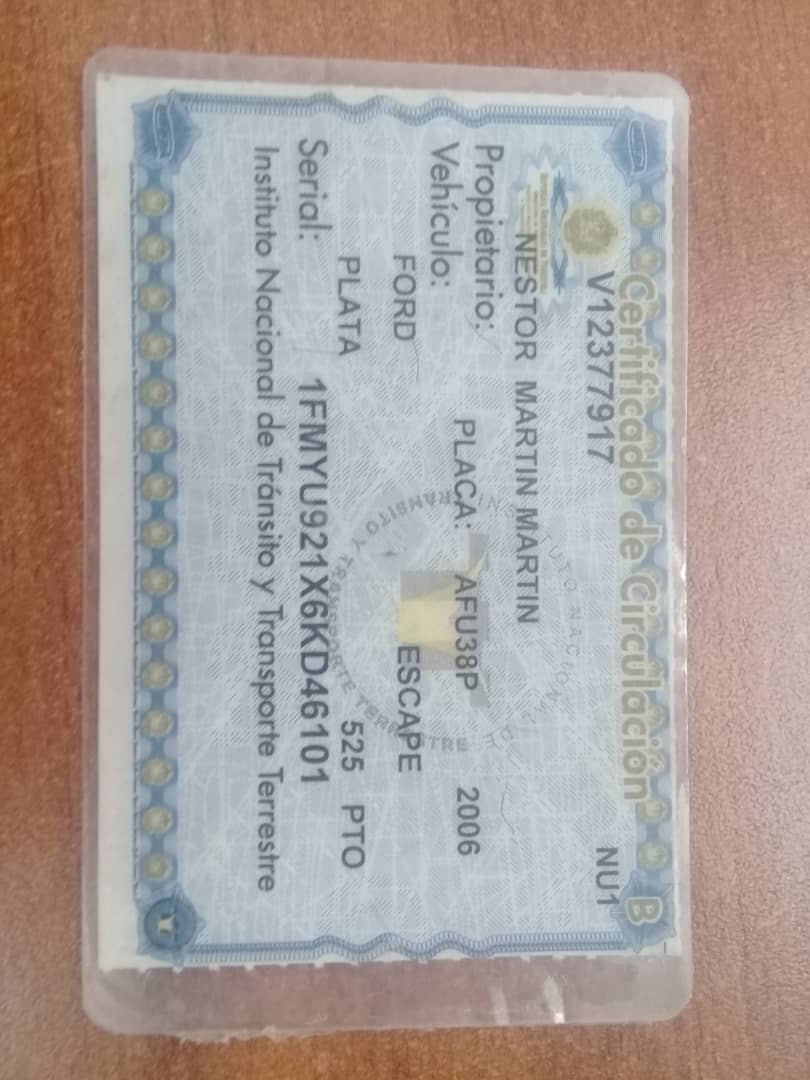 Certificado de Circulación B
V12377917 NU1
Propietario:
NESTOR MARTIN MARTIN
Vehículo: PLACA: AFU38P 2006
FORD ESCAPE
PLATA 525 PTO
Serial: 1FMYU921X6KD46101
Instituto Nacional de Tránsito y Transporte Terrestre
INSTITUTO NACIONAL DE TRANSITO Y TRANSPORTE TERRESTRE